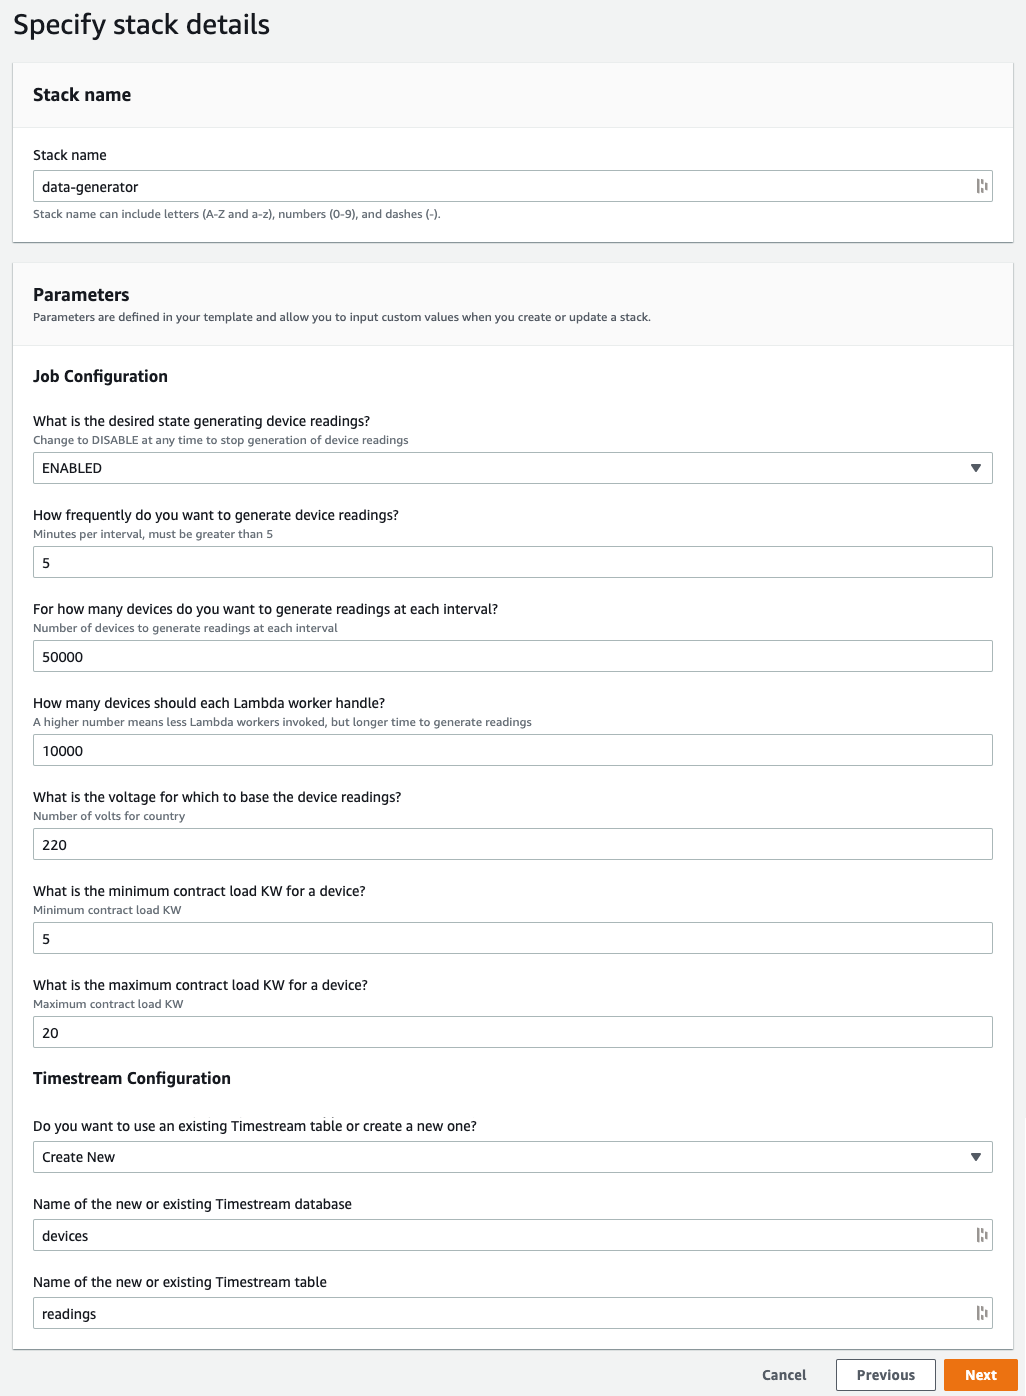 Specify stack details
Stack name
Stack name
data-generator
Stack name can include letters (A-Z and a-z), numbers (0-9), and dashes (-).
Parameters
Parameters are defined in your template and allow you to input custom values when you create or update a stack.
Job Configuration
What is the desired state generating device readings?
Change to DISABLE at any time to stop generation of device readings
ENABLED
How frequently do you want to generate device readings?
Minutes per interval, must be greater than 5
5
For how many devices do you want to generate readings at each interval?
Number of devices to generate readings at each interval
50000
How many devices should each Lambda worker handle?
A higher number means less Lambda workers invoked, but longer time to generate readings
10000
What is the voltage for which to base the device readings?
Number of volts for country
220
What is the minimum contract load KW for a device?
Minimum contract load KW
5
What is the maximum contract load KW for a device?
Maximum contract load KW
20
Timestream Configuration
Do you want to use an existing Timestream table or create a new one?
Create New
Name of the new or existing Timestream database
devices
Name of the new or existing Timestream table
readings
Cancel
Previous
Next